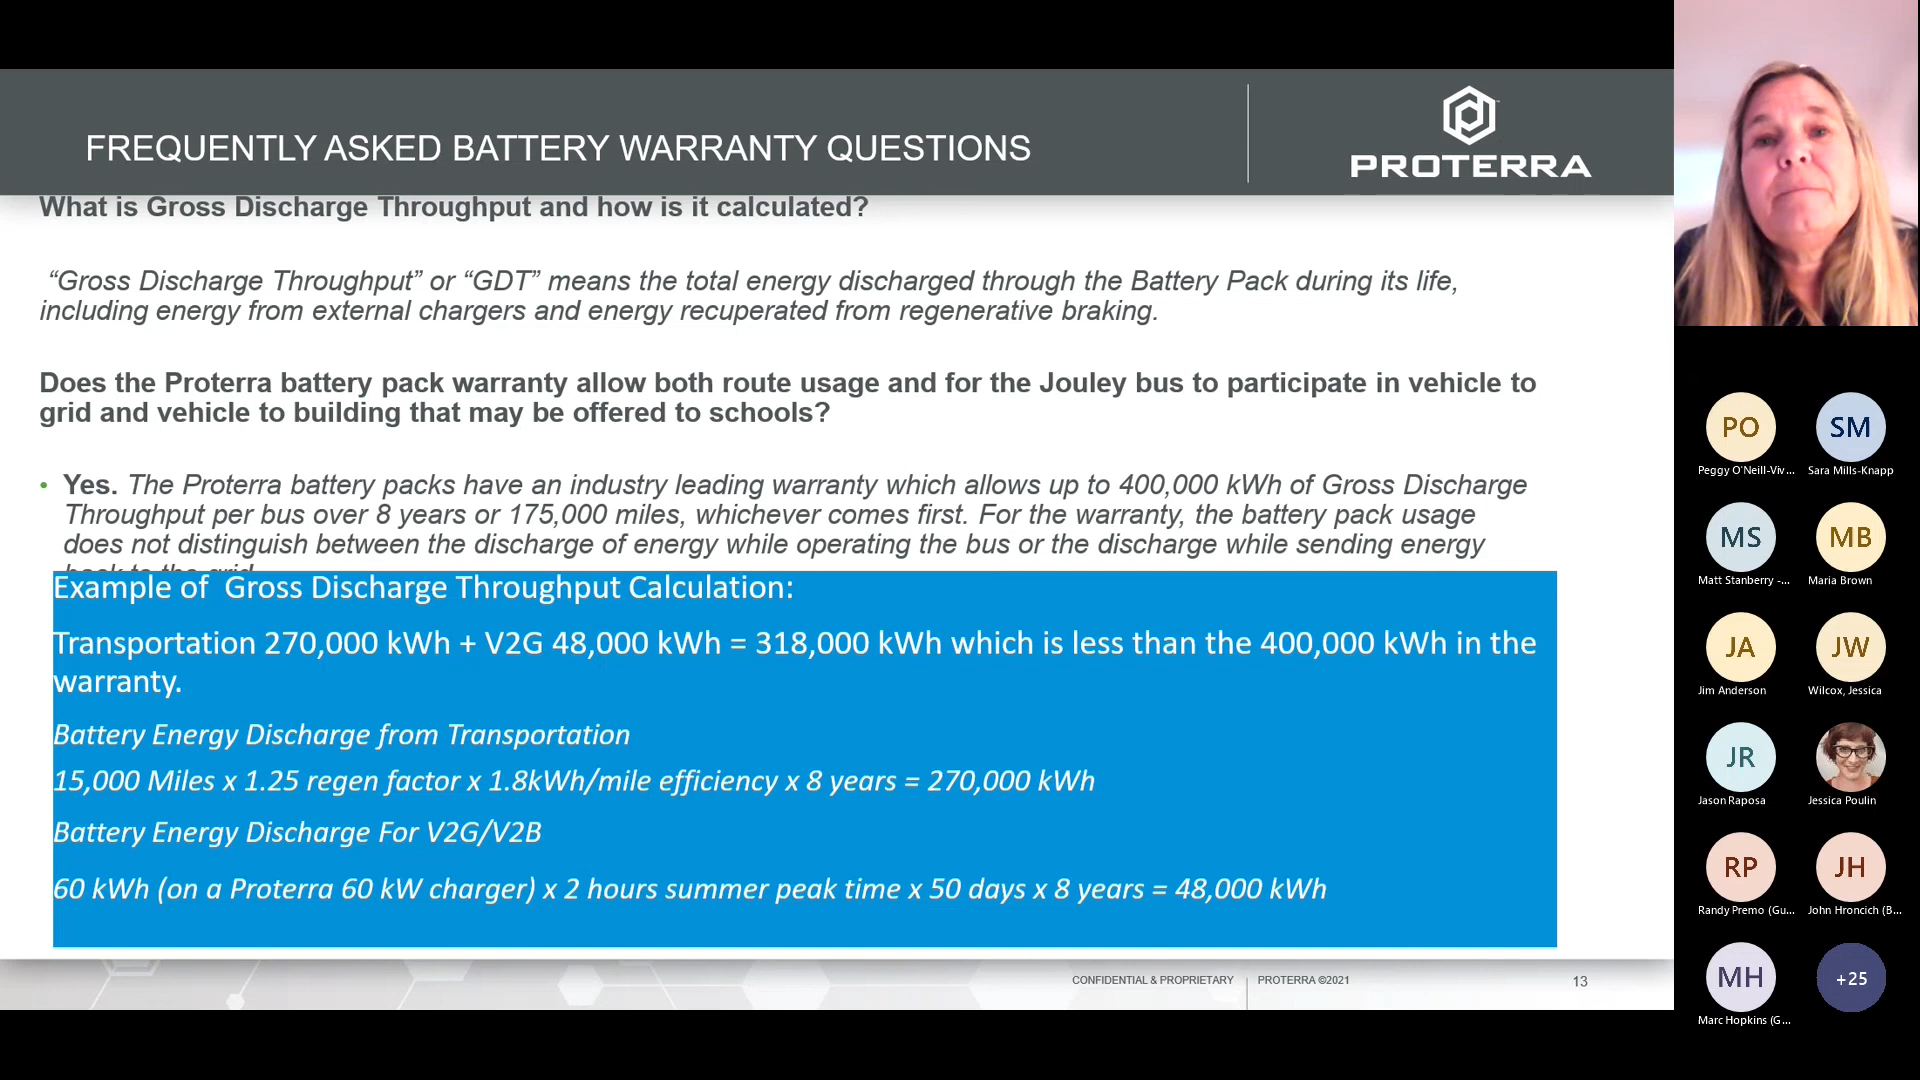 FREQUENTLY ASKED BATTERY WARRANTY QUESTIONS
PROTERRA
What is Gross Discharge Throughput and how is it calculated?
“Gross Discharge Throughput” or “GDT” means the total energy discharged through the Battery Pack during its life,
including energy from external chargers and energy recuperated from regenerative braking.
Does the Proterra battery pack warranty allow both route usage and for the Jouley bus to participate in vehicle to
grid and vehicle to building that may be offered to schools?
• Yes. The Proterra battery packs have an industry leading warranty which allows up to 400,000 kWh of Gross Discharge
Throughput per bus over 8 years or 175,000 miles, whichever comes first. For the warranty, the battery pack usage
does not distinguish between the discharge of energy while operating the bus or the discharge while sending energy
back to the grid.
Example of  Gross Discharge Throughput Calculation:
Transportation 270,000 kWh + V2G 48,000 kWh = 318,000 kWh which is less than the 400,000 kWh in the
warranty.
Battery Energy Discharge from Transportation
15,000 Miles x 1.25 regen factor x 1.8kWh/mile efficiency x 8 years = 270,000 kWh
Battery Energy Discharge For V2G/V2B
60 kWh (on a Proterra 60 kW charger) x 2 hours summer peak time x 50 days x 8 years = 48,000 kWh
CONFIDENTIAL & PROPRIETARY
PROTERRA ©2021
13
PO
SM
Peggy O'Neill-Viv...
Sara Mills-Knapp
MS
MB
Matt Stanberry -...
Maria Brown
JA
JW
Jim Anderson
Wilcox, Jessica
JR
Jason Raposa
Jessica Poulin
RP
JH
Randy Premo (Gu...
John Hroncich (B...
MH
+25
Marc Hopkins (G...